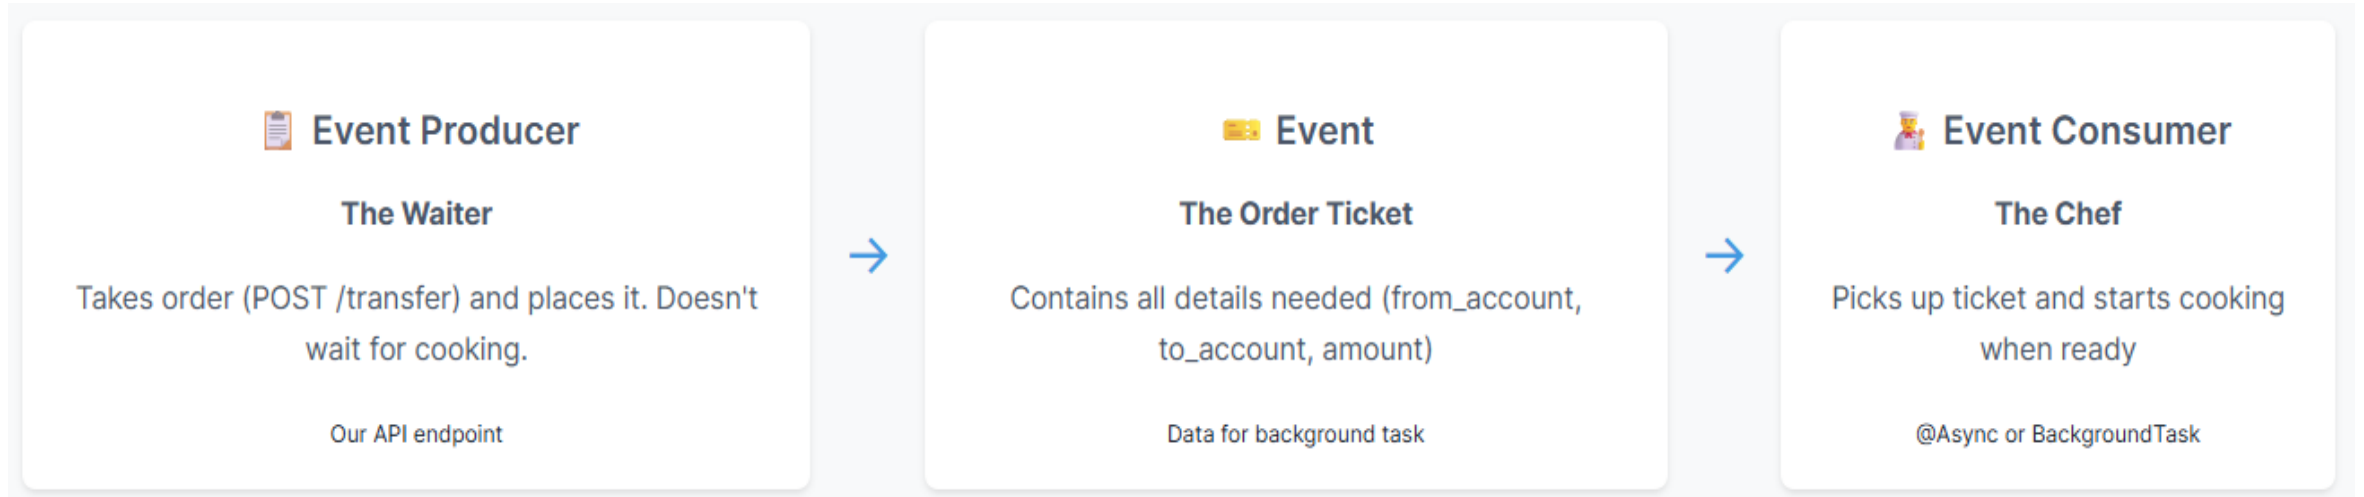 Event Producer
The Waiter
Takes order (POST /transfer) and places it. Doesn't
wait for cooking.
Our API endpoint
Event
The Order Ticket
Contains all details needed (from_account,
to_account, amount)
Data for background task
Event Consumer
The Chef
Picks up ticket and starts cooking
when ready
@Async or BackgroundTask